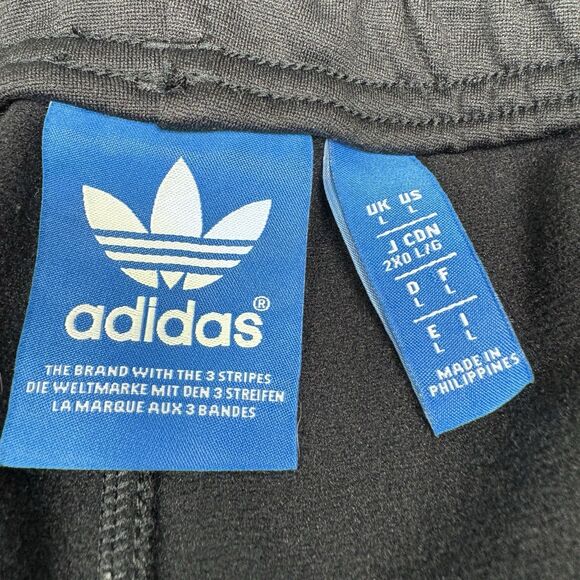 adidas®
THE BRAND WITH THE 3 STRIPES
DIE WELTMARKE MIT DEN 3 STREIFEN
LA MARQUE AUX 3 BANDES
UK US
L L
J CDN
2XO L/G
D F
L L
E I
L L
MADE IN
PHILIPPINES